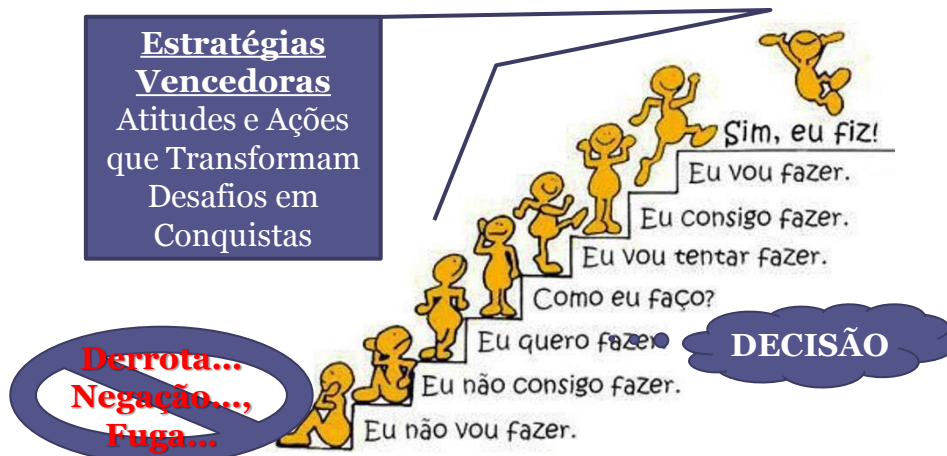 Estratégias
Vencedoras
Atitudes e Ações
que Transformam
Desafios em
Conquistas
Sim, eu fiz!
Eu vou fazer.
Eu consigo fazer.
Eu vou tentar fazer.
Como eu faço?
Eu quero fazer.
DECISÃO
Derrota...
Negação...,
Fuga...
Eu não consigo fazer.
Eu não vou fazer.